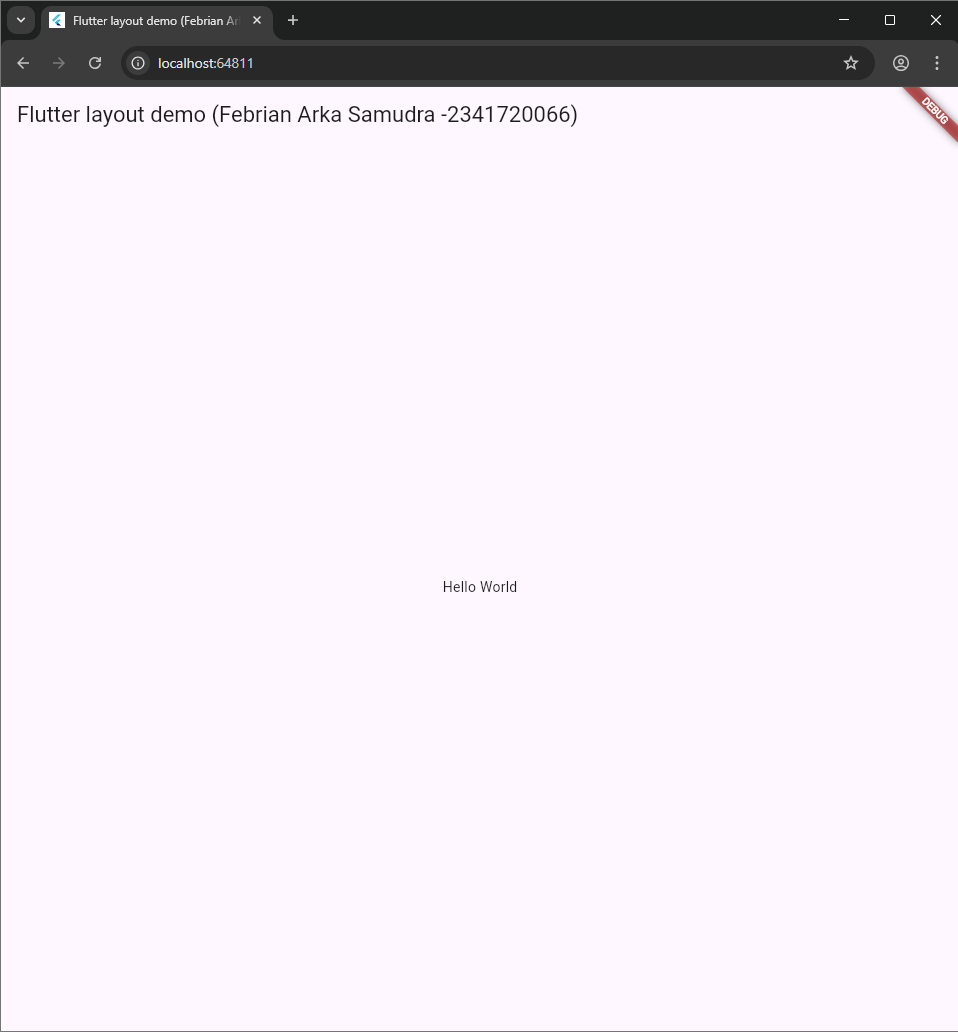 Flutter layout demo (Febrian Ar
localhost:64811
Flutter layout demo (Febrian Arka Samudra -2341720066)
DEBUG
Hello World